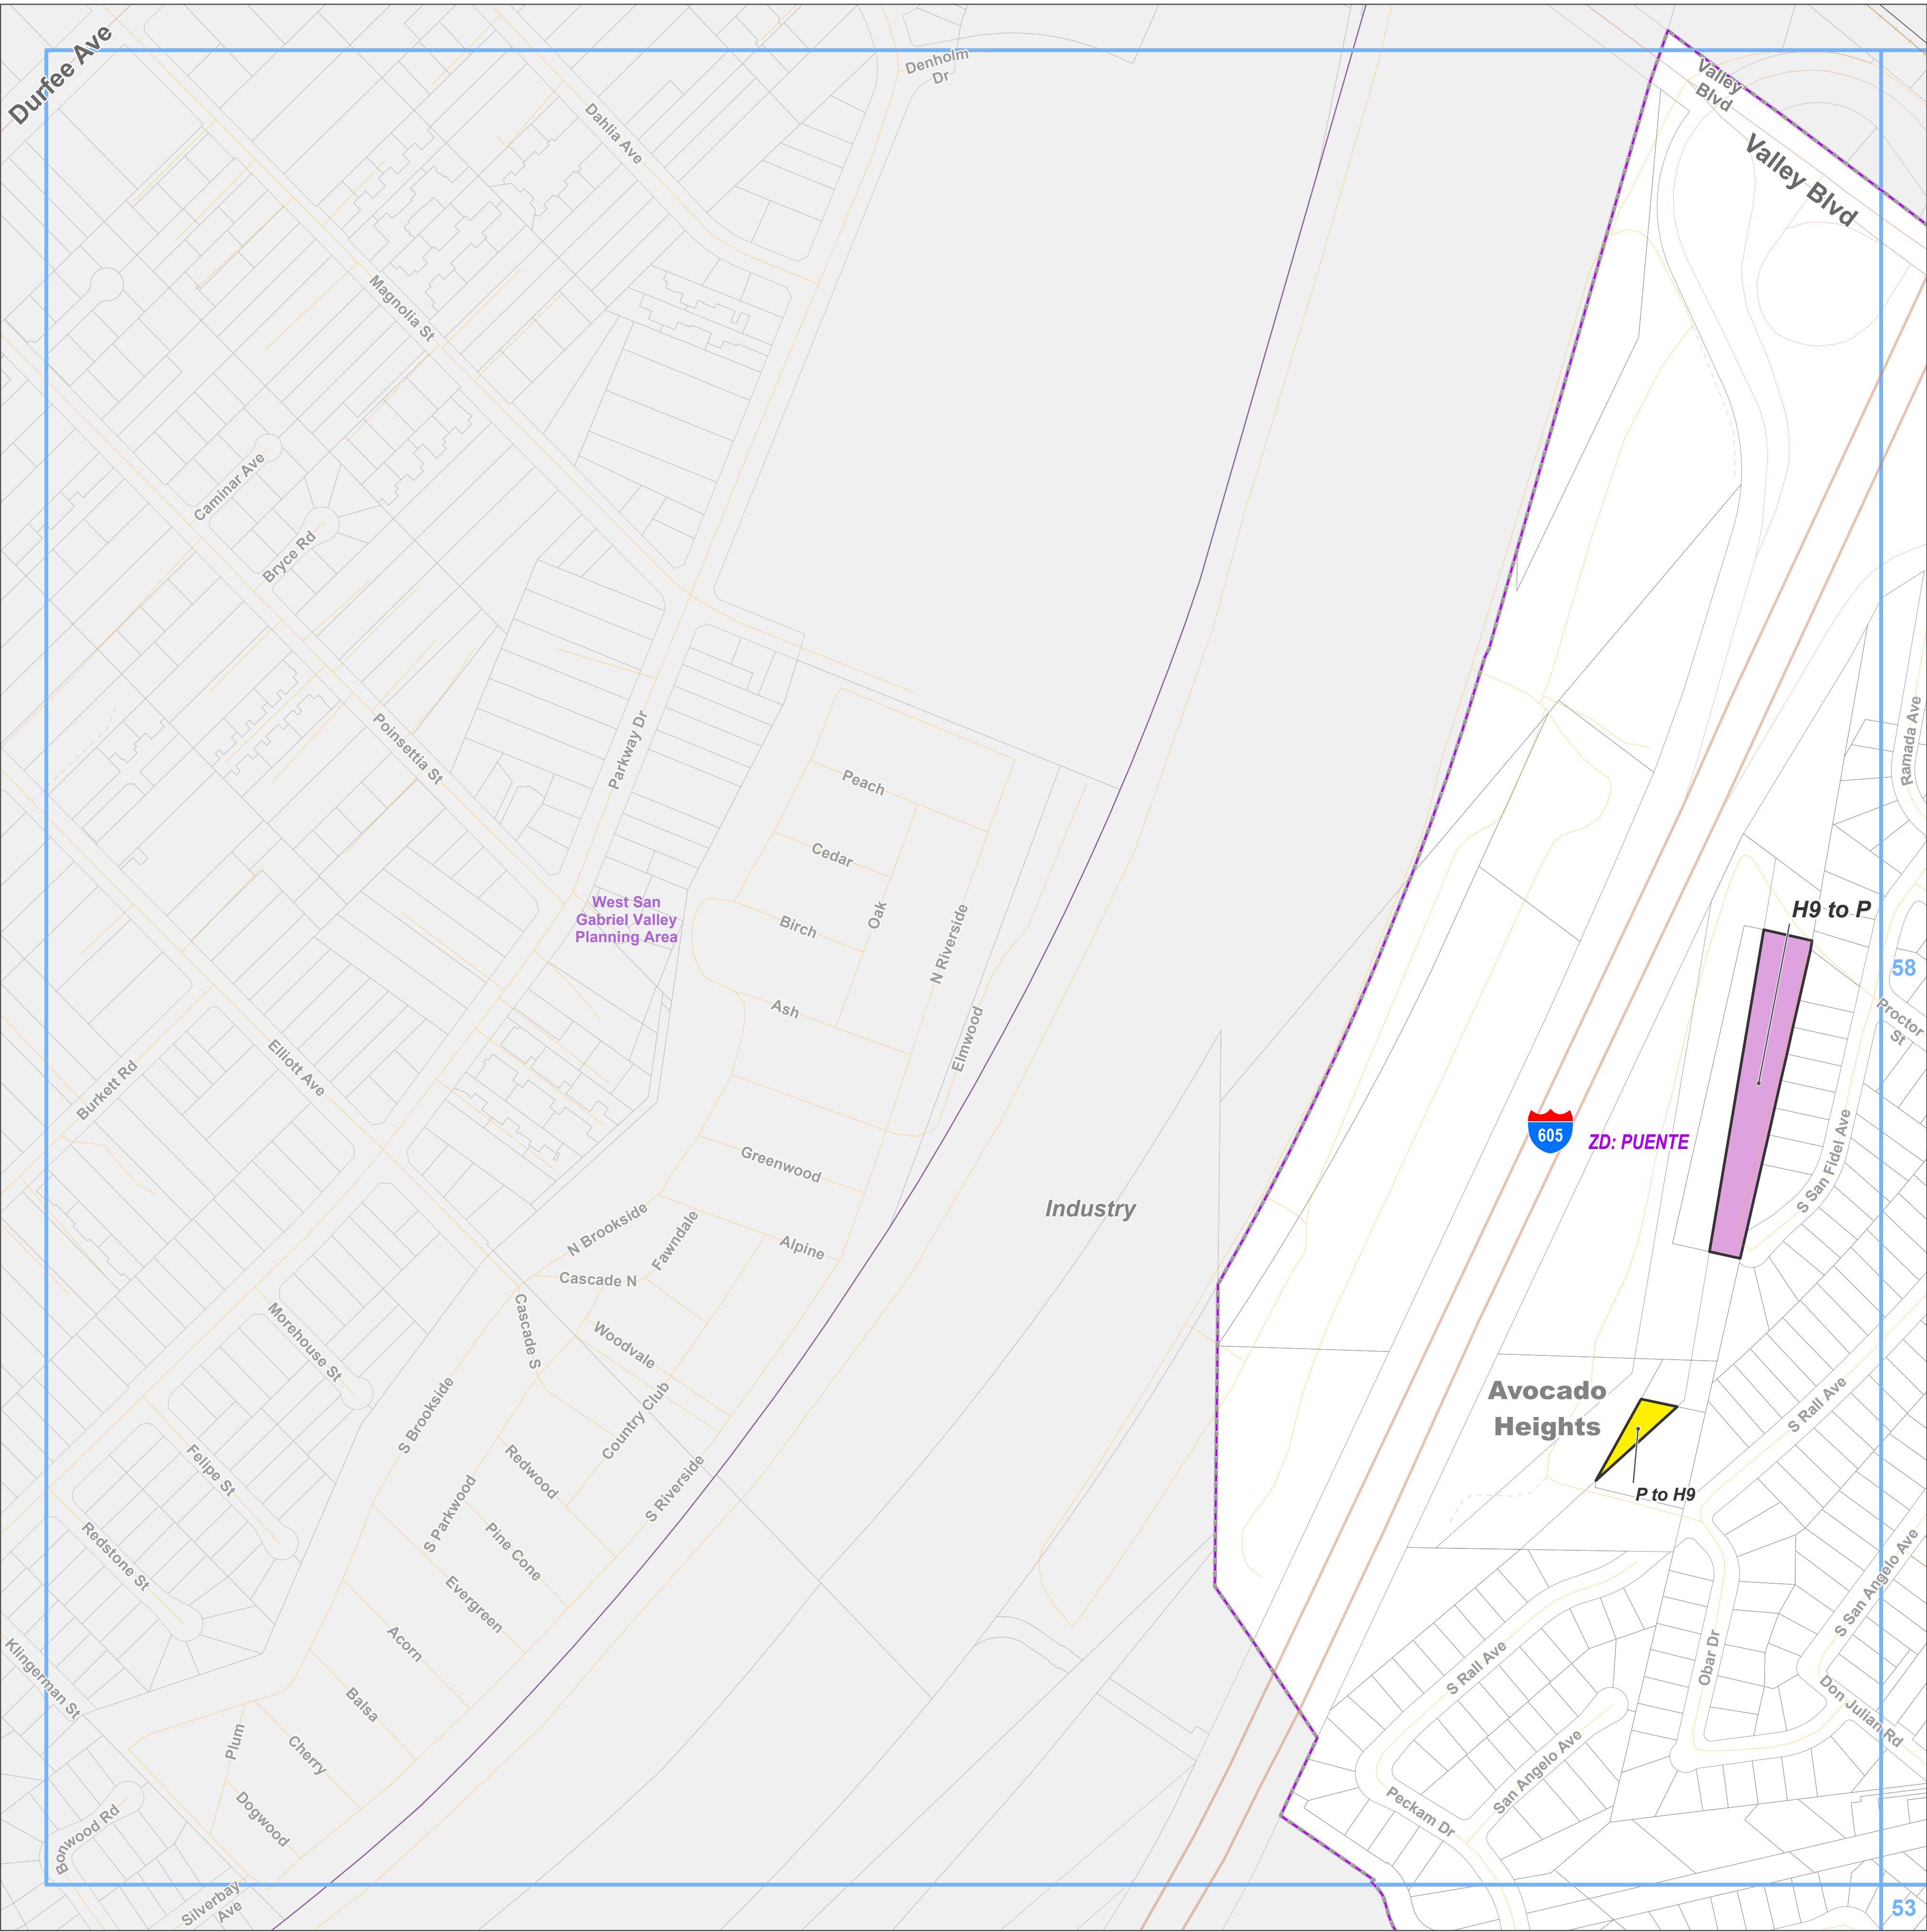 Durfee Ave
Denholm
Dr
Valley
Blvd
Valley Blvd
Dahlia Ave
Magnolia St
Caminar Ave
Bryce Rd
Poinsettia St
Parkway Dr
Ramada Ave
Peach
Cedar
West San
Gabriel Valley
Planning Area
Birch
Oak
N Riverside
H9 to P
58
Ash
Elmwood
Proctor
St
Burkett Rd
Elliott Ave
605
ZD: PUENTE
S San Fidel Ave
Greenwood
Industry
N Brookside
Fawndale
Alpine
Cascade N
Cascade S
Woodvale
Morehouse St
S Brookside
Country Club
Avocado
Heights
S Rall Ave
Felipe St
Redwood
S Riverside
P to H9
S Parkwood
Pine Cone
Redstone St
Evergreen
S San Angelo Ave
Acorn
Klingerman St
S Rall Ave
Obar Dr
Balsa
Don Julian Rd
Plum
Cherry
San Angelo Ave
Dogwood
Peckam Dr
Bonwood Rd
Silverbay
Ave
53